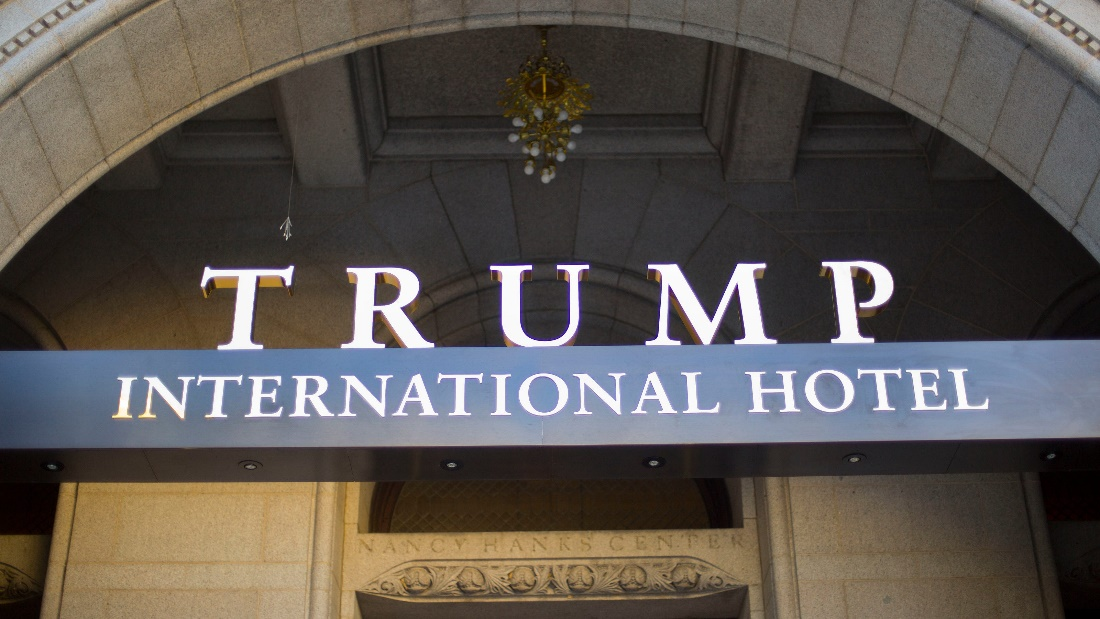 TRUMP
INTERNATIONAL HOTEL
NANCY HANKS CENTER